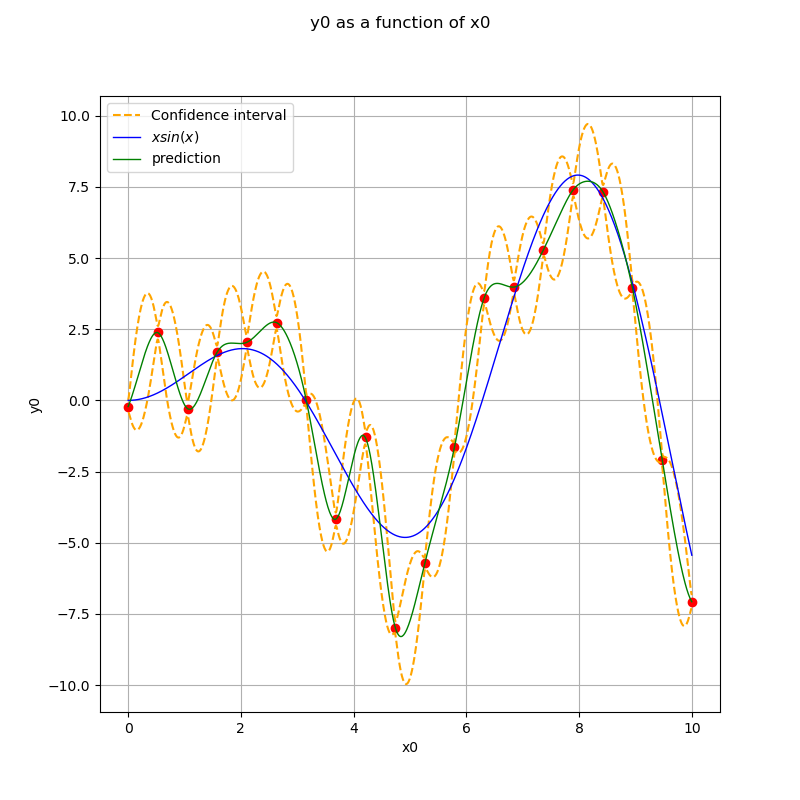 y0 as a function of x0
Confidence interval
xsin(x)
prediction
10.0
7.5
5.0
2.5
0.0
−2.5
−5.0
−7.5
−10.0
y0
0 2 4 6 8 10
x0